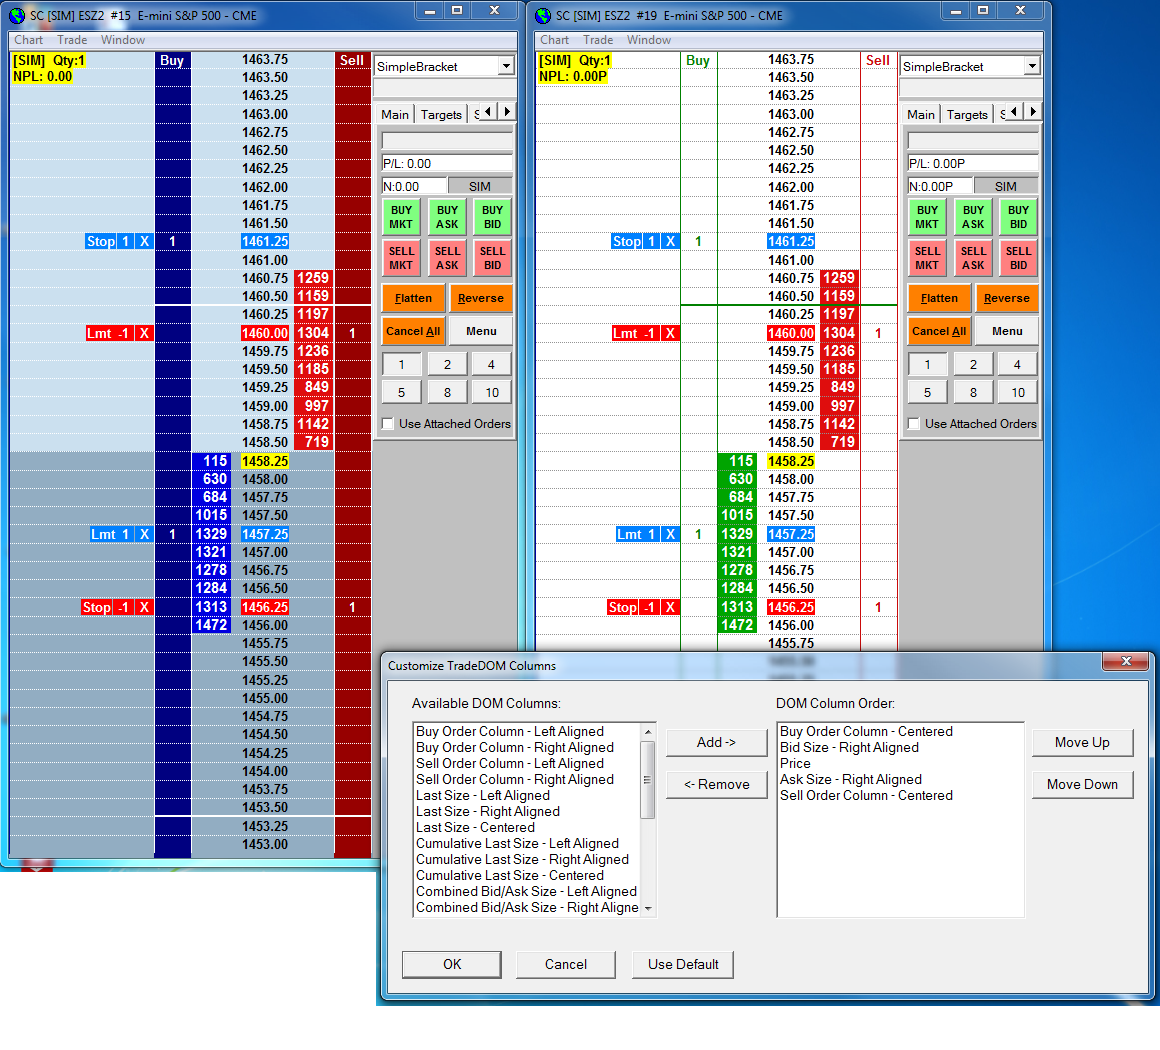 SC [SIM] ESZ2 #15 E-mini S&P 500 - CME
Chart Trade Window
[SIM] Qty:1
NPL: 0.00
Buy
Sell
1463.75
1463.50
1463.25
1463.00
1462.75
1462.50
1462.25
1462.00
1461.75
1461.50
Stop 1 X 1 1461.25
1461.00
1460.75 1259
1460.50 1159
1460.25 1197
Lmt -1 X 1460.00 1304 1
1459.75 1236
1459.50 1185
1459.25 849
1459.00 997
1458.75 1142
1458.50 719
115 1458.25
630 1458.00
684 1457.75
1015 1457.50
Lmt 1 X 1 1329 1457.25
1321 1457.00
1278 1456.75
1284 1456.50
Stop -1 X 1313 1456.25 1
1472 1456.00
1455.75
1455.50
1455.25
1455.00
1454.75
1454.50
1454.25
1454.00
1453.75
1453.50
1453.25
1453.00
SimpleBracket
Main Targets S
P/L: 0.00
N:0.00 SIM
BUY MKT BUY ASK BUY BID
SELL MKT SELL ASK SELL BID
Flatten Reverse
Cancel All Menu
1 2 4
5 8 10
Use Attached Orders
SC [SIM] ESZ2 #19 E-mini S&P 500 - CME
Chart Trade Window
[SIM] Qty:1
NPL: 0.00P
Buy
Sell
1463.75
1463.50
1463.25
1463.00
1462.75
1462.50
1462.25
1462.00
1461.75
1461.50
Stop 1 X 1 1461.25
1461.00
1460.75 1259
1460.50 1159
1460.25 1197
Lmt -1 X 1460.00 1304 1
1459.75 1236
1459.50 1185
1459.25 849
1459.00 997
1458.75 1142
1458.50 719
115 1458.25
630 1458.00
684 1457.75
1015 1457.50
Lmt 1 X 1 1329 1457.25
1321 1457.00
1278 1456.75
1284 1456.50
Stop -1 X 1313 1456.25 1
1472 1456.00
1455.75
SimpleBracket
Main Targets S
P/L: 0.00P
N:0.00P SIM
BUY MKT BUY ASK BUY BID
SELL MKT SELL ASK SELL BID
Flatten Reverse
Cancel All Menu
1 2 4
5 8 10
Use Attached Orders
Customize TradeDOM Columns
Available DOM Columns:
Buy Order Column - Left Aligned
Buy Order Column - Right Aligned
Sell Order Column - Left Aligned
Sell Order Column - Right Aligned
Last Size - Left Aligned
Last Size - Right Aligned
Last Size - Centered
Cumulative Last Size - Left Aligned
Cumulative Last Size - Right Aligned
Cumulative Last Size - Centered
Combined Bid/Ask Size - Left Aligned
Combined Bid/Ask Size - Right Aligne
Add ->
<- Remove
DOM Column Order:
Buy Order Column - Centered
Bid Size - Right Aligned
Price
Ask Size - Right Aligned
Sell Order Column - Centered
Move Up
Move Down
OK
Cancel
Use Default